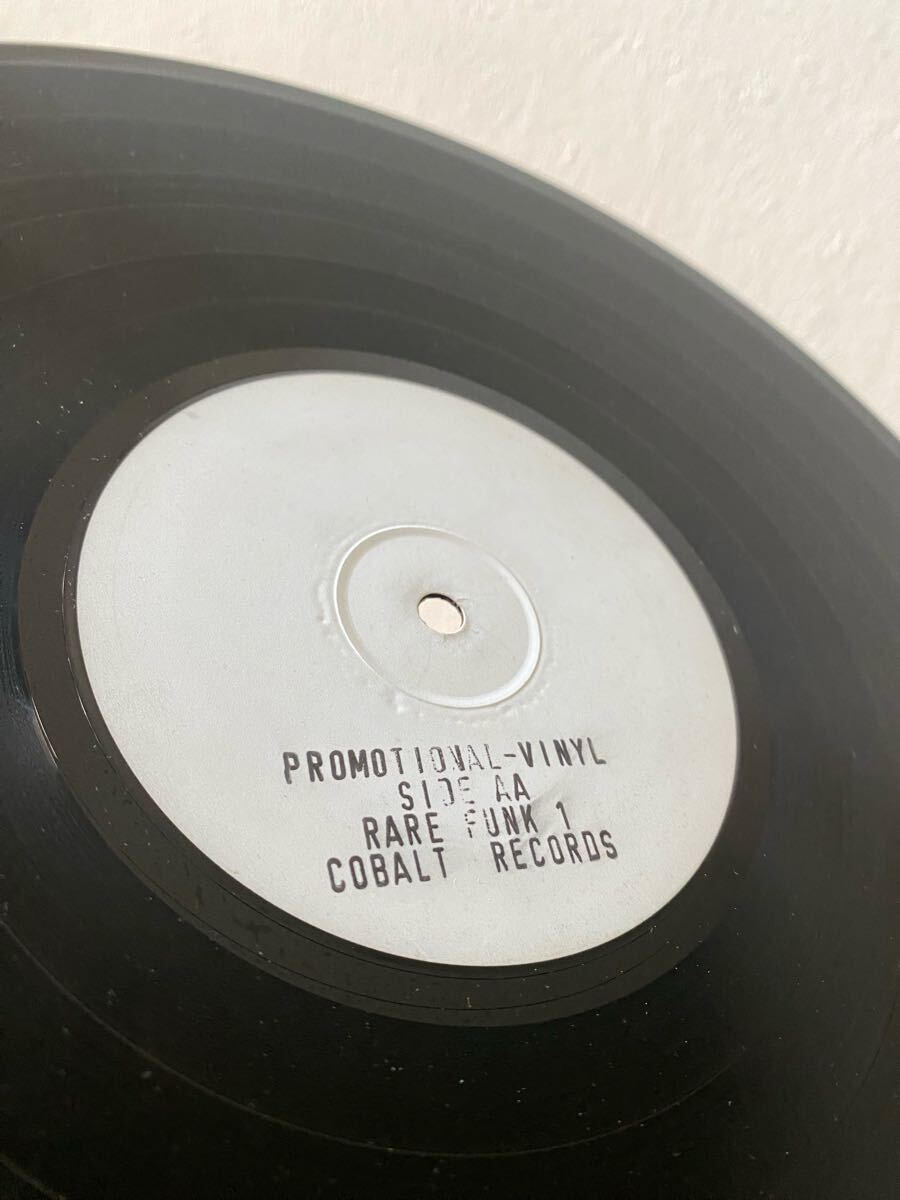 PROMOTIONAL-VINYL
SIDE AA
RARE FUNK 1
COBALT RECORDS